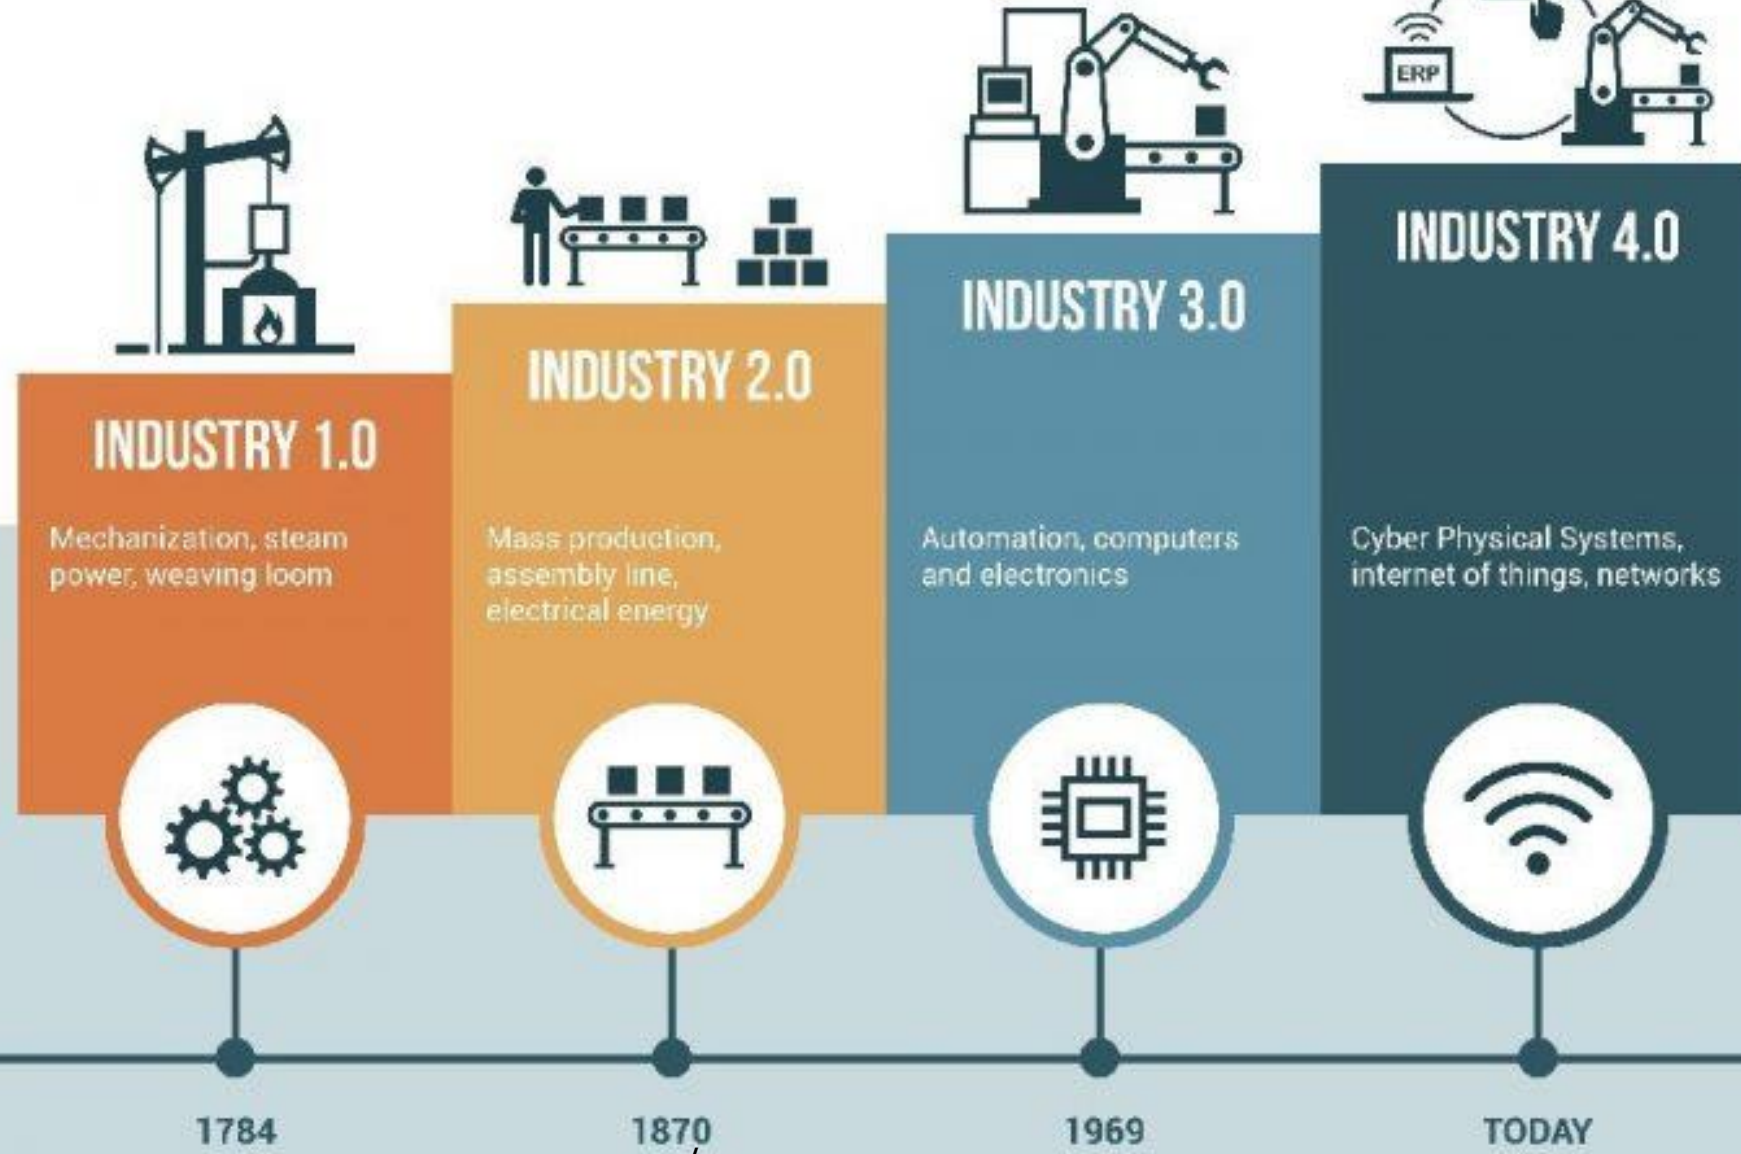 ERP
INDUSTRY 1.0
Mechanization, steam
power, weaving loom
1784
INDUSTRY 2.0
Mass production,
assembly line,
electrical energy
1870
INDUSTRY 3.0
Automation, computers
and electronics
1969
INDUSTRY 4.0
Cyber Physical Systems,
internet of things, networks
TODAY